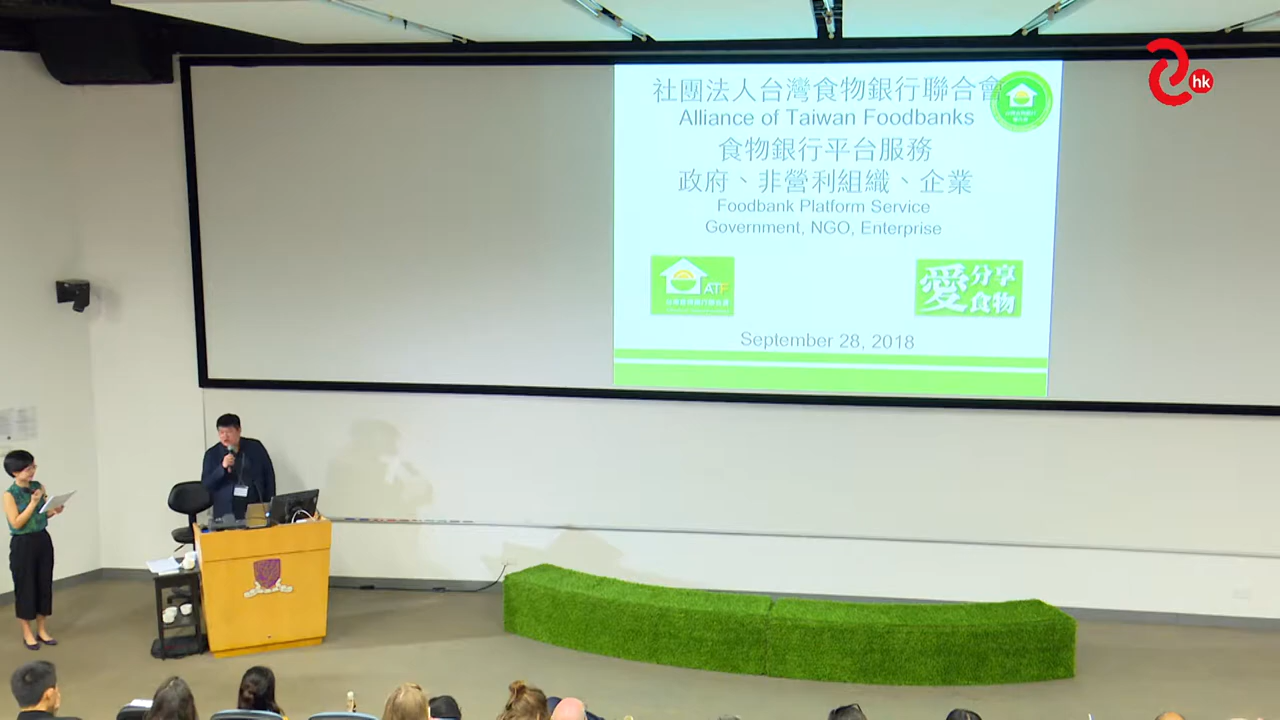 社團法人台灣食物銀行聯合會
Alliance of Taiwan Foodbanks
食物銀行平台服務
政府、非營利組織、企業
Foodbank Platform Service
Government, NGO, Enterprise
ATF
愛分享食物
September 28, 2018
hk